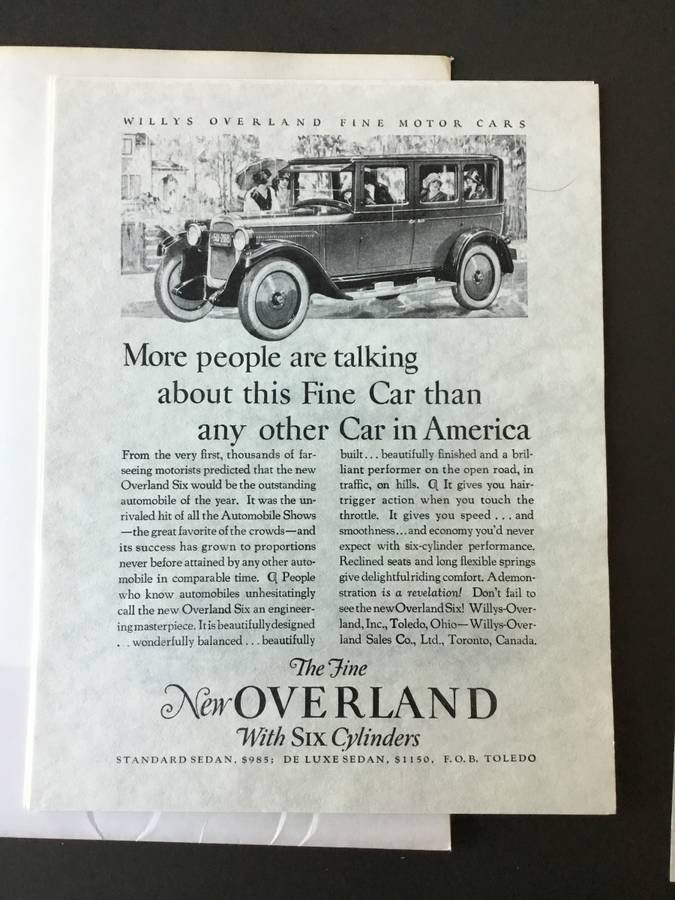 WILLYS OVERLAND FINE MOTOR CARS
More people are talking
about this Fine Car than
any other Car in America
From the very first, thousands of far-
seeing motorists predicted that the new
Overland Six would be the outstanding
automobile of the year. It was the un-
rivaled hit of all the Automobile Shows
—the great favorite of the crowds—and
its success has grown to proportions
never before attained by any other auto-
mobile in comparable time. ❡ People
who know automobiles unhesitatingly
call the new Overland Six an engineer-
ing masterpiece. It is beautifully designed
. . wonderfully balanced . . . beautifully
built . . . beautifully finished and a bril-
liant performer on the open road, in
traffic, on hills. ❡ It gives you hair-
trigger action when you touch the
throttle. It gives you speed . . . and
smoothness...and economy you'd never
expect with six-cylinder performance.
Reclined seats and long flexible springs
give delightful riding comfort. A demon-
stration is a revelation! Don't fail to
see the new Overland Six! Willys-Over-
land, Inc., Toledo, Ohio—Willys-Over-
land Sales Co., Ltd., Toronto, Canada.
The Fine
New OVERLAND
With SIX Cylinders
STANDARD SEDAN, $985; DE LUXE SEDAN, $1150, F.O.B. TOLEDO